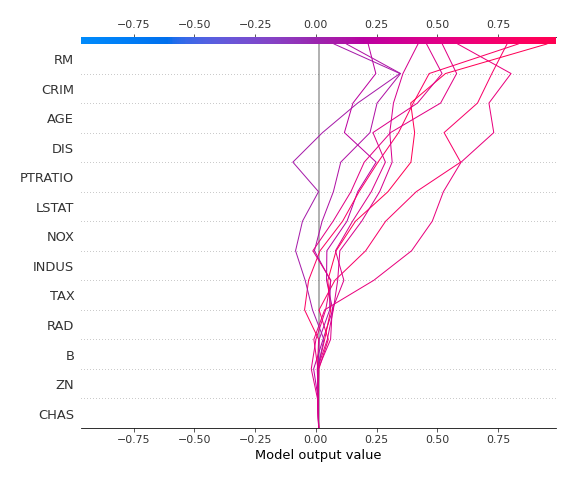 −0.75 −0.50 −0.25 0.00 0.25 0.50 0.75
RM
CRIM
AGE
DIS
PTRATIO
LSTAT
NOX
INDUS
TAX
RAD
B
ZN
CHAS
−0.75 −0.50 −0.25 0.00 0.25 0.50 0.75
Model output value